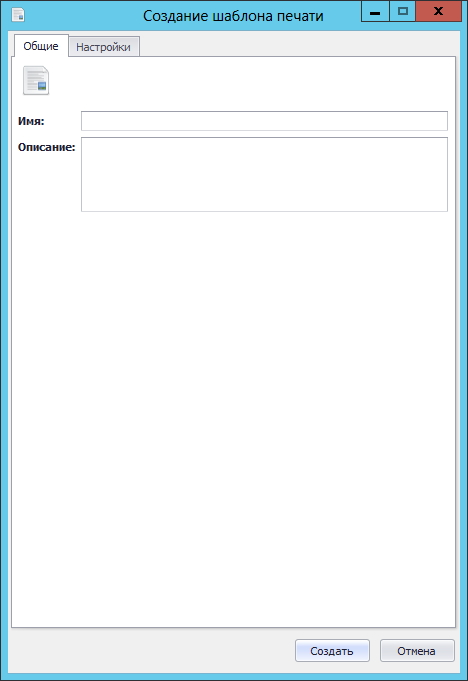 Создание шаблона печати
Общие
Настройки
Имя:
Описание:
Создать
Отмена